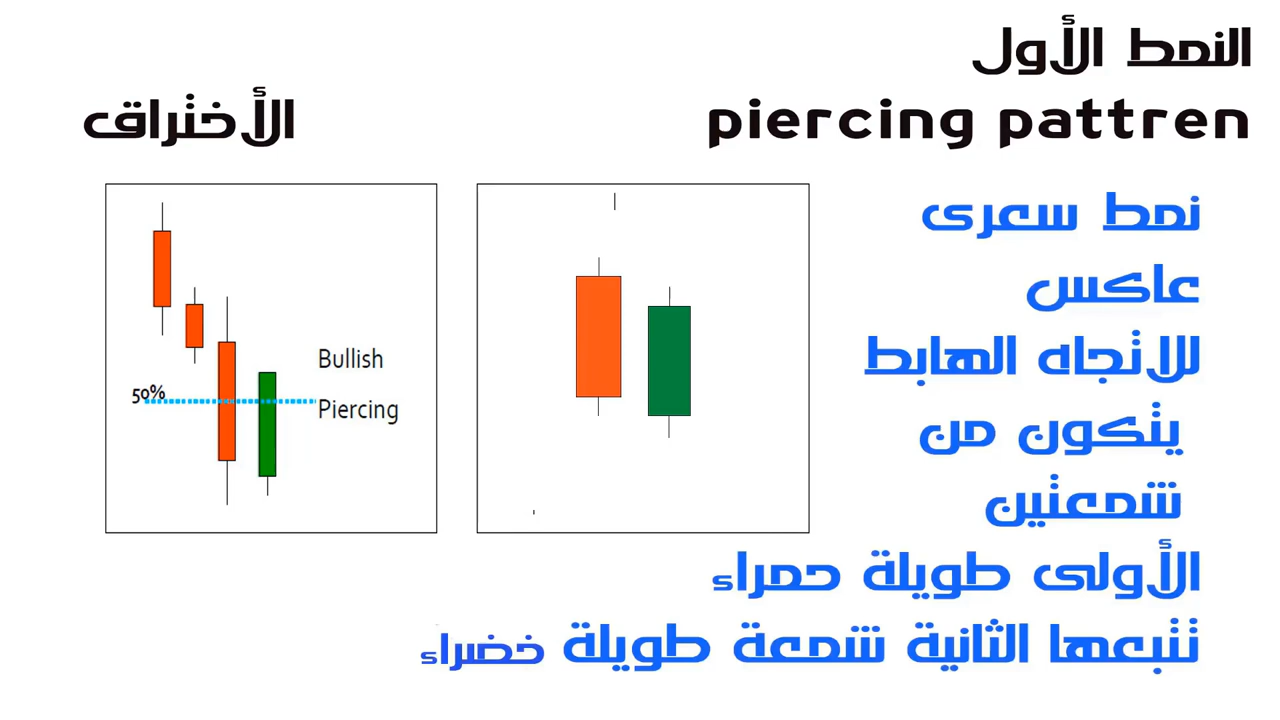 النمط الأول
piercing pattren
الأختراق
نمط سعرى
عاكس
للاتجاه الهابط
يتكون من
شمعتين
الأولى طويلة حمراء
تتبعها الثانية شمعة طويلة خضراء
Bullish
50%
Piercing